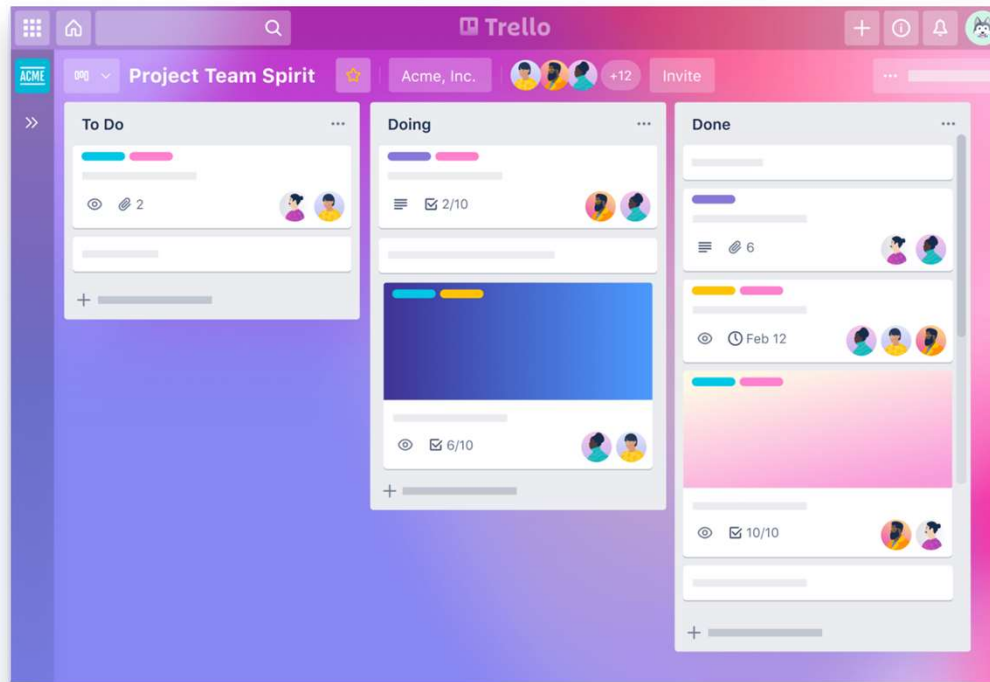 Trello
ACME
Project Team Spirit
Acme, Inc.
+12
Invite
To Do
2
Doing
2/10
6/10
Done
6
Feb 12
10/10